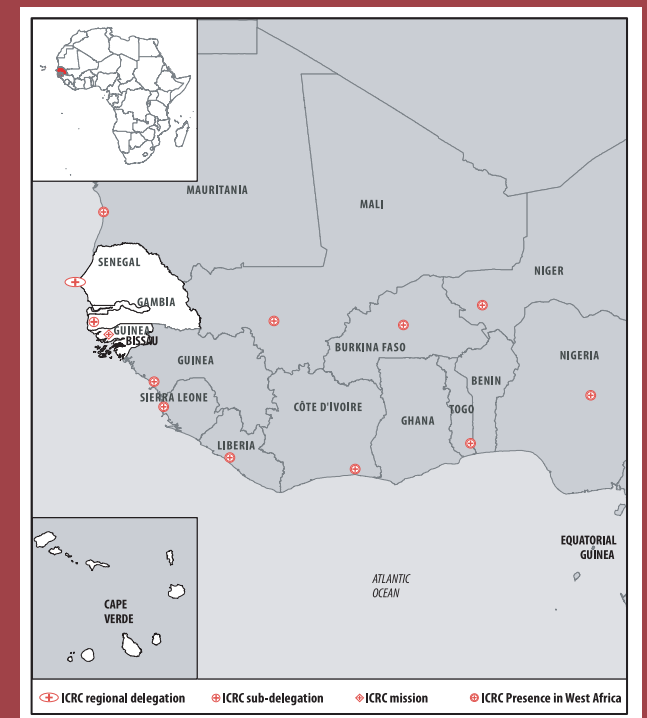 MAURITANIA
MALI
SENEGAL
NIGER
GAMBIA
GUINEA
BISSAU
BURKINA FASO
NIGERIA
GUINEA
BENIN
SIERRA LEONE
CÔTE D'IVOIRE
TOGO
GHANA
LIBERIA
EQUATORIAL
GUINEA
ATLANTIC
OCEAN
CAPE
VERDE
ICRC regional delegation
ICRC sub-delegation
ICRC mission
ICRC Presence in West Africa